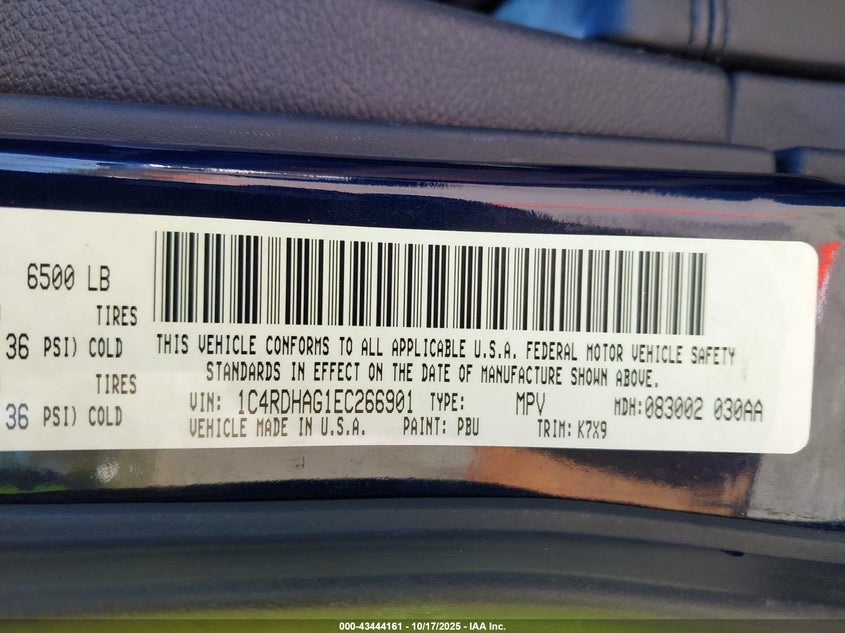 6500 LB
TIRES
36 PSI) COLD
TIRES
36 PSI) COLD
THIS VEHICLE CONFORMS TO ALL APPLICABLE U.S.A. FEDERAL MOTOR VEHICLE SAFETY
STANDARDS IN EFFECT ON THE DATE OF MANUFACTURE SHOWN ABOVE.
VIN: 1C4RDHAG1EC266901 TYPE: MPV MDH: 083002 030AA
VEHICLE MADE IN U.S.A. PAINT: PBU TRIM: K7X9
000-43444161 - 10/17/2025 - IAA Inc.